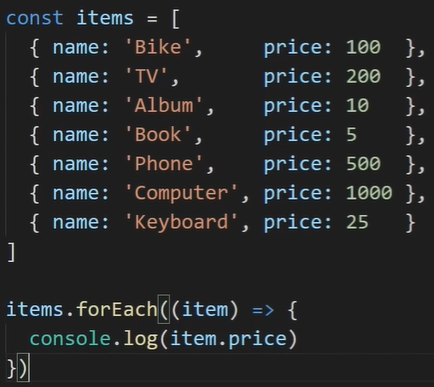 const items = [
  { name: 'Bike',     price: 100  },
  { name: 'TV',       price: 200  },
  { name: 'Album',    price: 10   },
  { name: 'Book',     price: 5    },
  { name: 'Phone',    price: 500  },
  { name: 'Computer', price: 1000 },
  { name: 'Keyboard', price: 25   }
]

items.forEach((item) => {
  console.log(item.price)
})